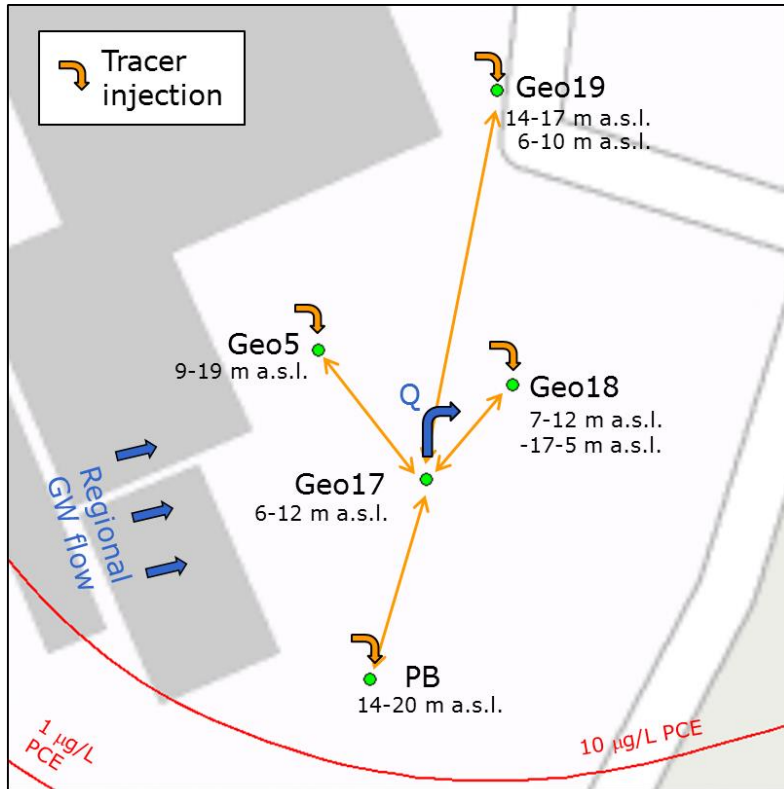 Tracer
injection
Geo19
14-17 m a.s.l.
6-10 m a.s.l.
Geo5
9-19 m a.s.l.
Q
Geo18
7-12 m a.s.l.
-17-5 m a.s.l.
Geo17
6-12 m a.s.l.
Regional
GW flow
PB
14-20 m a.s.l.
1 µg/L
PCE
10 µg/L PCE